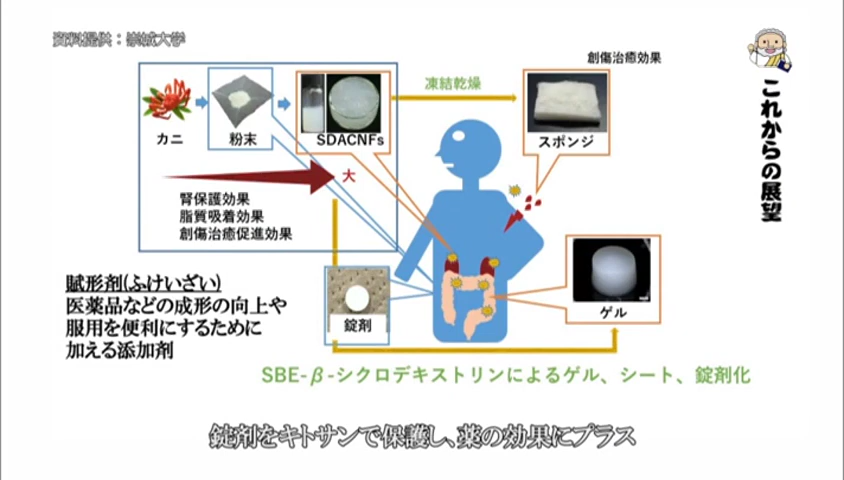 資料提供：崇城大学
創傷治癒効果
これからの展望
凍結乾燥
カニ
粉末
SDACNFs
スポンジ
大
腎保護効果
脂質吸着効果
創傷治癒促進効果
賦形剤(ふけいざい)
医薬品などの成形の向上や
服用を便利にするために
加える添加剤
錠剤
ゲル
SBE-β-シクロデキストリンによるゲル、シート、錠剤化
錠剤をキトサンで保護し、薬の効果にプラス